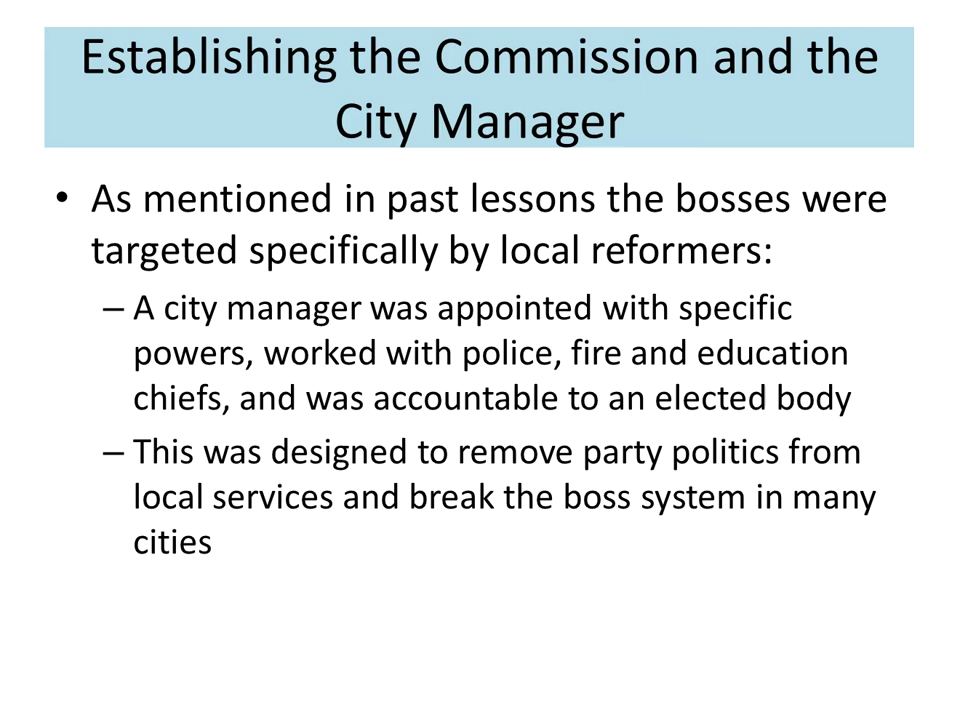 Establishing the Commission and the
City Manager
• As mentioned in past lessons the bosses were
targeted specifically by local reformers:
– A city manager was appointed with specific
powers, worked with police, fire and education
chiefs, and was accountable to an elected body
– This was designed to remove party politics from
local services and break the boss system in many
cities